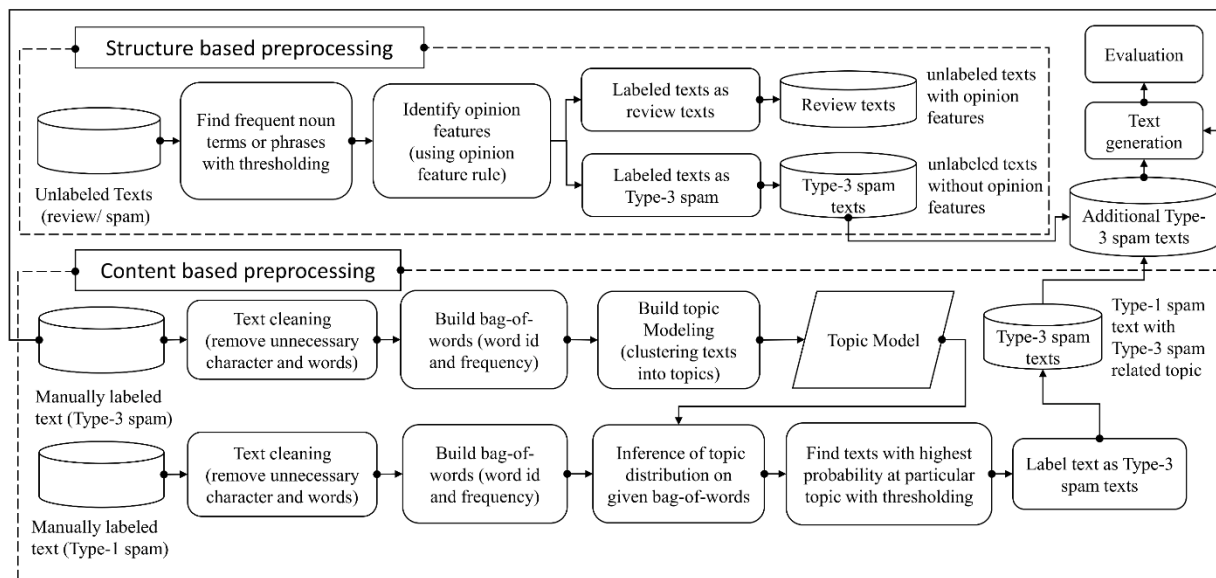 Structure based preprocessing
Unlabeled Texts
(review/ spam)
Find frequent noun
terms or phrases
with thresholding
Identify opinion
features
(using opinion
feature rule)
Labeled texts as
review texts
Review texts
unlabeled texts
with opinion
features
Labeled texts as
Type-3 spam
Type-3 spam
texts
unlabeled texts
without opinion
features
Evaluation
Text
generation
Additional Type-
3 spam texts
Content based preprocessing
Manually labeled
text (Type-3 spam)
Text cleaning
(remove unnecessary
character and words)
Build bag-of-
words (word id
and frequency)
Build topic
Modeling
(clustering texts
into topics)
Topic Model
Type-3 spam
texts
Type-1 spam
text with
Type-3 spam
related topic
Manually labeled
text (Type-1 spam)
Text cleaning
(remove unnecessary
character and words)
Build bag-of-
words (word id
and frequency)
Inference of topic
distribution on
given bag-of-words
Find texts with highest
probability at particular
topic with thresholding
Label text as Type-3
spam texts